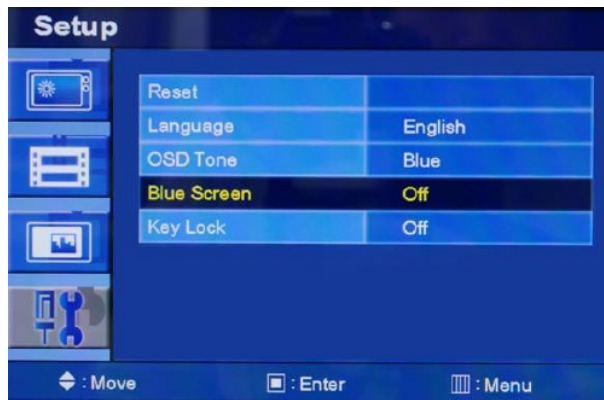 Setup
Reset
Language English
OSD Tone Blue
Blue Screen Off
Key Lock Off
: Move : Enter : Menu